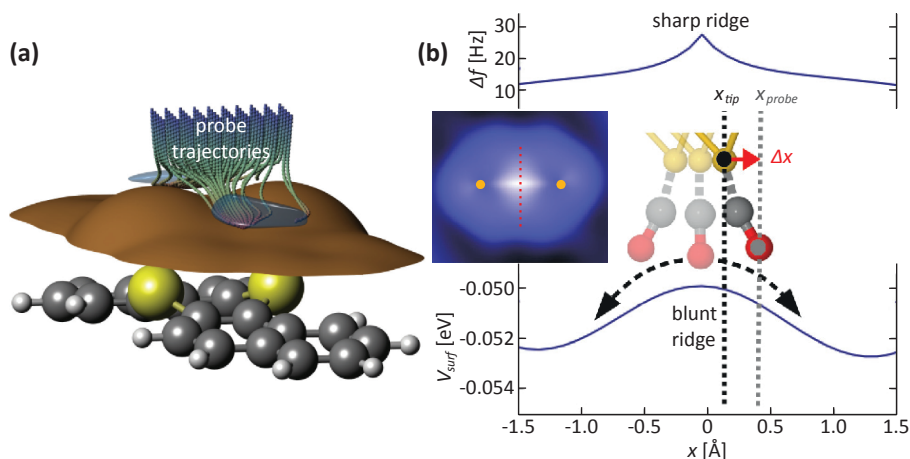 (a)
probe
trajectories
(b)
Δf [Hz]
30
20
10
sharp ridge
x_tip
x_probe
Δx
V_surf [eV]
-0.050
-0.052
-0.054
blunt
ridge
-1.5 -1.0 -0.5 0 0.5 1.0 1.5
x [Å]